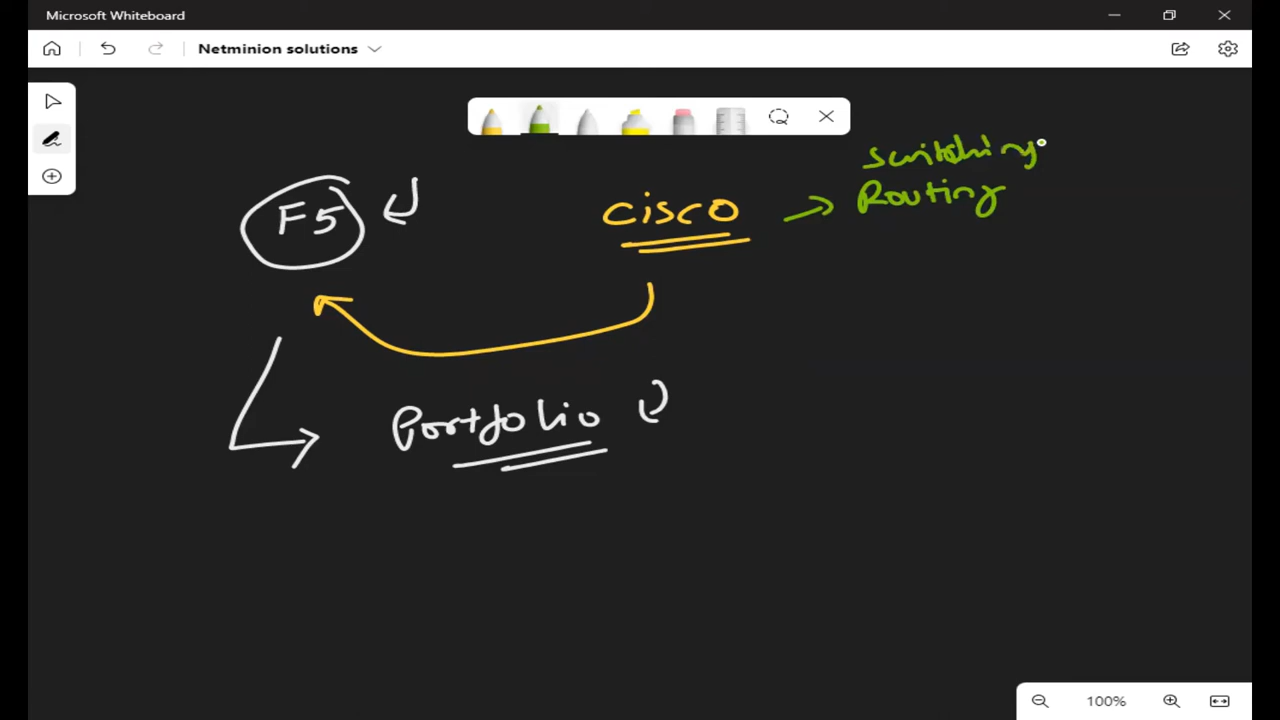 Microsoft Whiteboard
Netminion solutions
switching
Routing
F5
cisco
Portfolio
100%